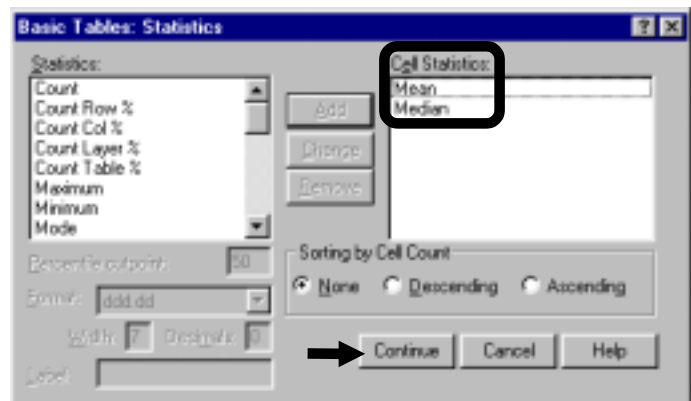 Basic Tables: Statistics
Statistics:
Count
Count Row %
Count Col %
Count Layer %
Count Table %
Maximum
Minimum
Mode
Add
Change
Remove
Cell Statistics:
Mean
Median
Percentile cutpoint: 50
Format: ddd.dd
Width: 7 Decimals: 0
Label:
Sorting by Cell Count
None Descending Ascending
Continue Cancel Help